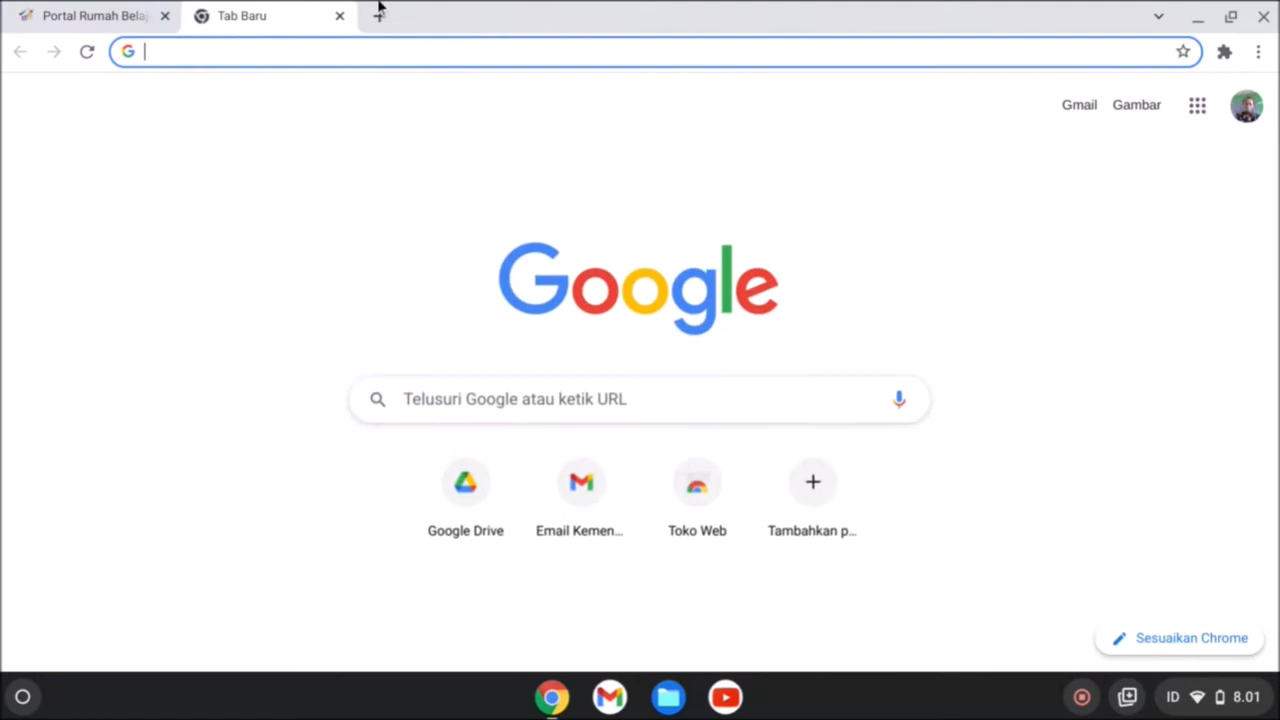 Portal Rumah Bela
Tab Baru
Gmail
Gambar
Google
Telusuri Google atau ketik URL
Google Drive
Email Kemen...
Toko Web
Tambahkan p...
Sesuaikan Chrome
ID
8.01